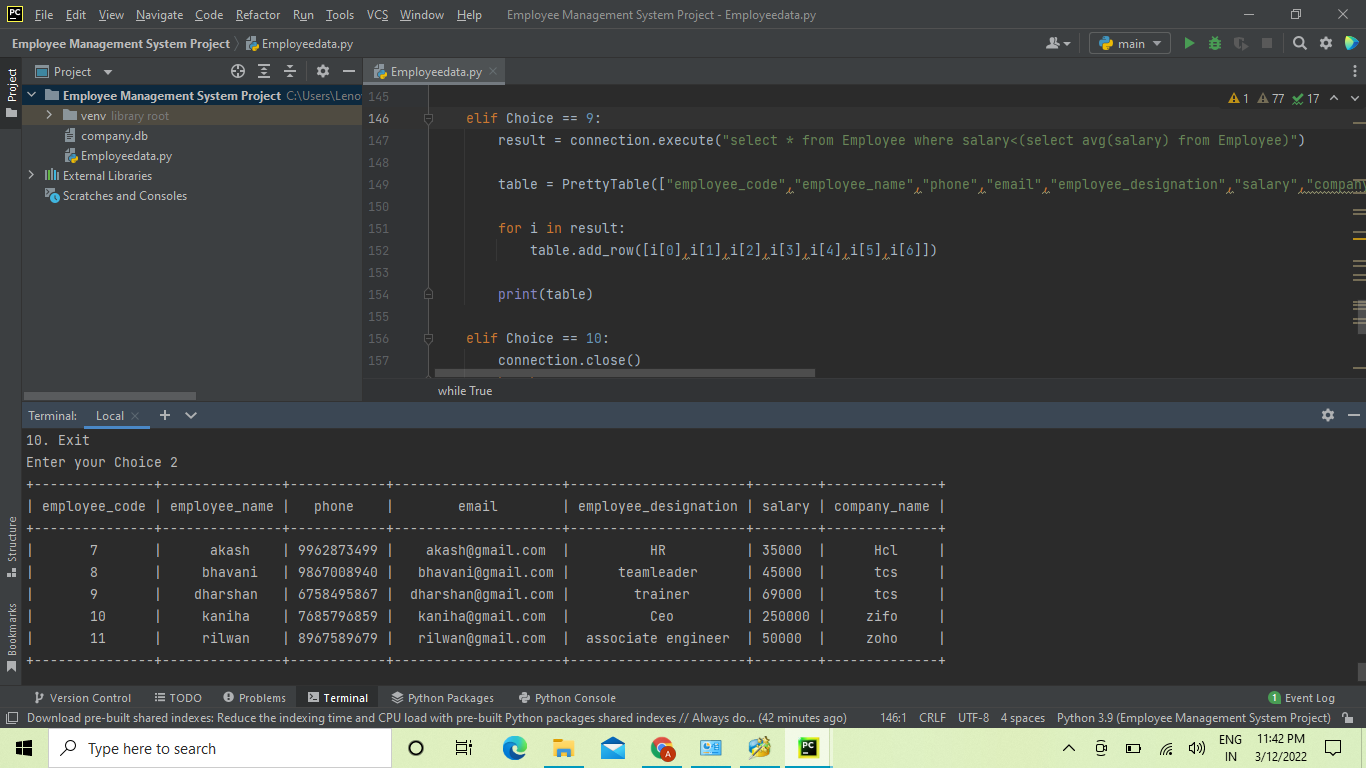 PC File Edit View Navigate Code Refactor Run Tools VCS Window Help Employee Management System Project - Employeedata.py
Employee Management System Project Employeedata.py main
Project
Project
Employee Management System Project C:\Users\Leno
venv library root
company.db
Employeedata.py
External Libraries
Scratches and Consoles
Employeedata.py
1 77 17
145
146 elif Choice == 9:
147 result = connection.execute("select * from Employee where salary<(select avg(salary) from Employee)")
148
149 table = PrettyTable(["employee_code","employee_name","phone","email","employee_designation","salary","company
150
151 for i in result:
152 table.add_row([i[0],i[1],i[2],i[3],i[4],i[5],i[6]])
153
154 print(table)
155
156 elif Choice == 10:
157 connection.close()
while True
Terminal: Local
10. Exit
Enter your Choice 2
+---------------+---------------+------------+---------------------+----------------------+--------+--------------+
| employee_code | employee_name | phone | email | employee_designation | salary | company_name |
+---------------+---------------+------------+---------------------+----------------------+--------+--------------+
| 7 | akash | 9962873499 | akash@gmail.com | HR | 35000 | Hcl |
| 8 | bhavani | 9867008940 | bhavani@gmail.com | teamleader | 45000 | tcs |
| 9 | dharshan | 6758495867 | dharshan@gmail.com | trainer | 69000 | tcs |
| 10 | kaniha | 7685796859 | kaniha@gmail.com | Ceo | 250000 | zifo |
| 11 | rilwan | 8967589679 | rilwan@gmail.com | associate engineer | 50000 | zoho |
+---------------+---------------+------------+---------------------+----------------------+--------+--------------+
Structure
Bookmarks
Version Control TODO Problems Terminal Python Packages Python Console 1 Event Log
Download pre-built shared indexes: Reduce the indexing time and CPU load with pre-built Python packages shared indexes // Always do... (42 minutes ago) 146:1 CRLF UTF-8 4 spaces Python 3.9 (Employee Management System Project)
Type here to search
A
PC
ENG
IN
11:42 PM
3/12/2022